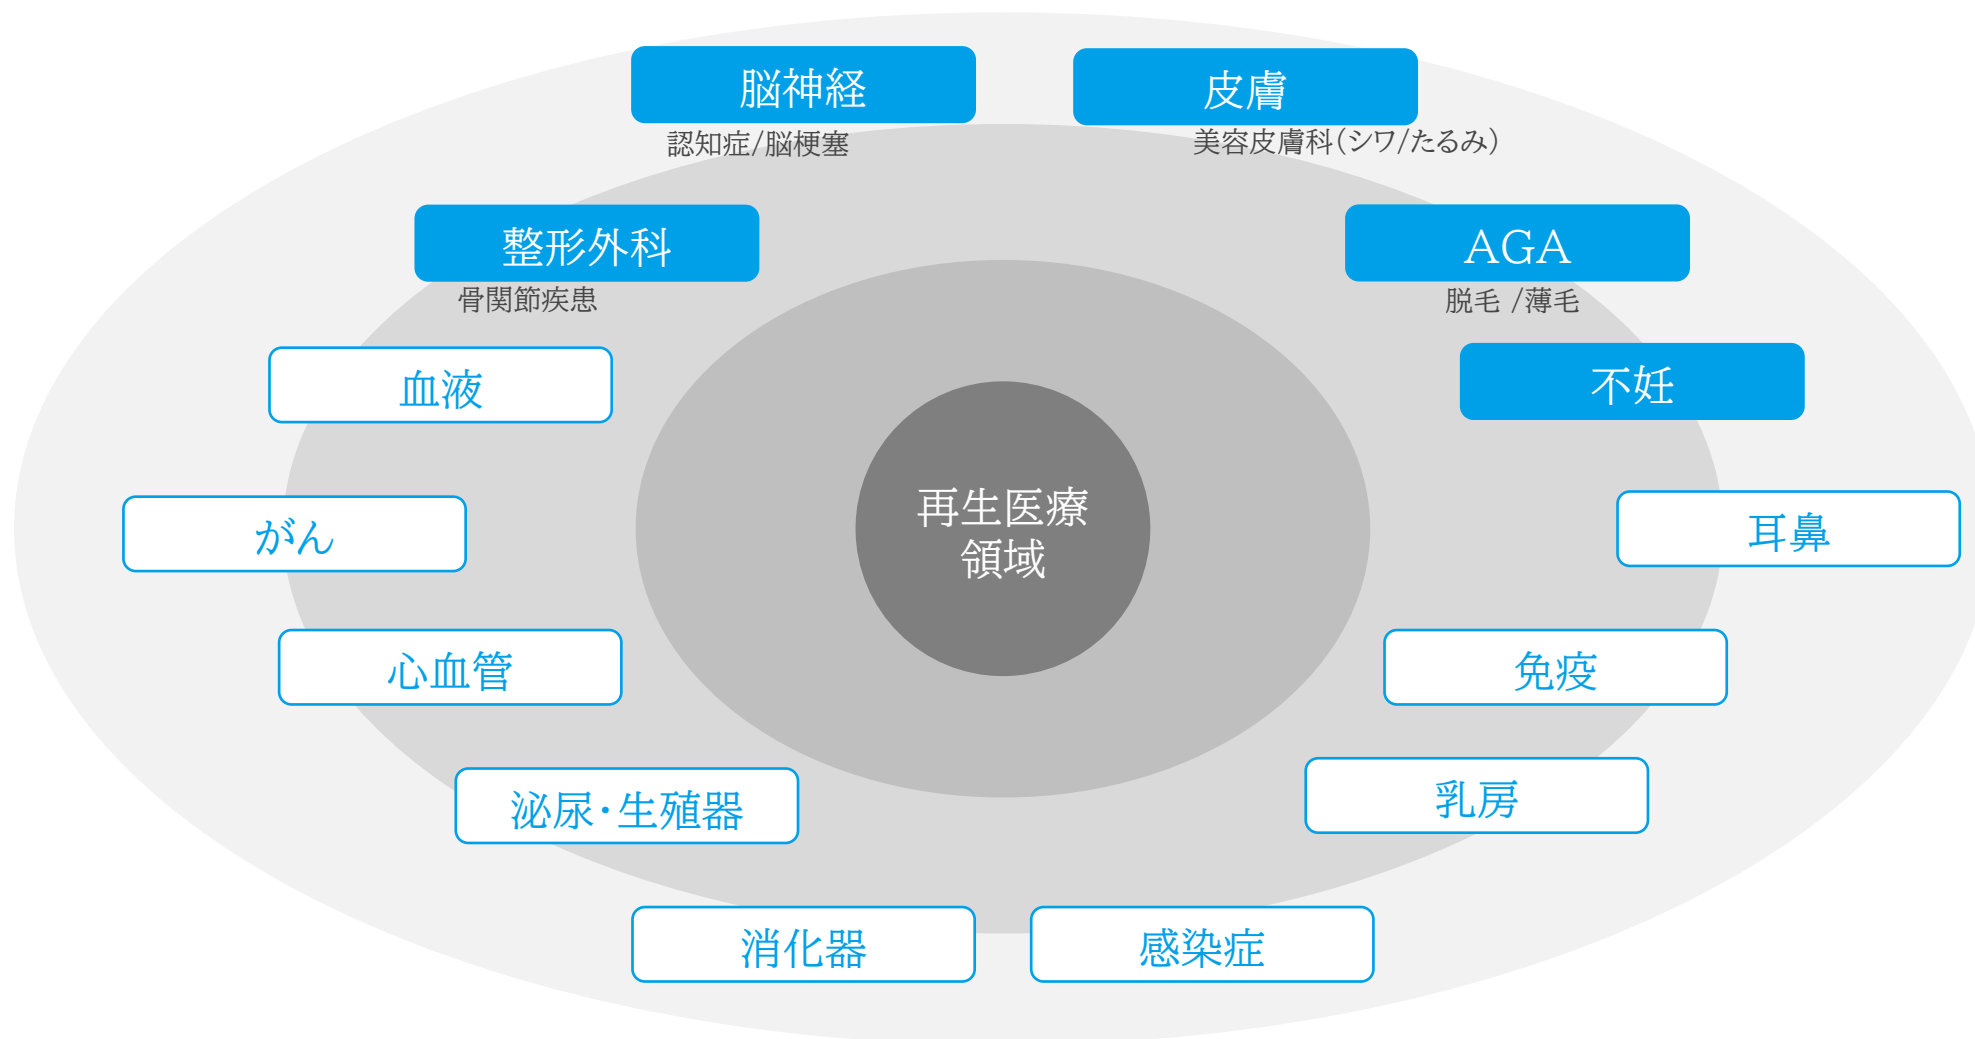 脳神経
認知症/脳梗塞
皮膚
美容皮膚科(シワ/たるみ)
整形外科
骨関節疾患
AGA
脱毛 /薄毛
血液
不妊
がん
再生医療
領域
耳鼻
心血管
免疫
泌尿・生殖器
乳房
消化器
感染症